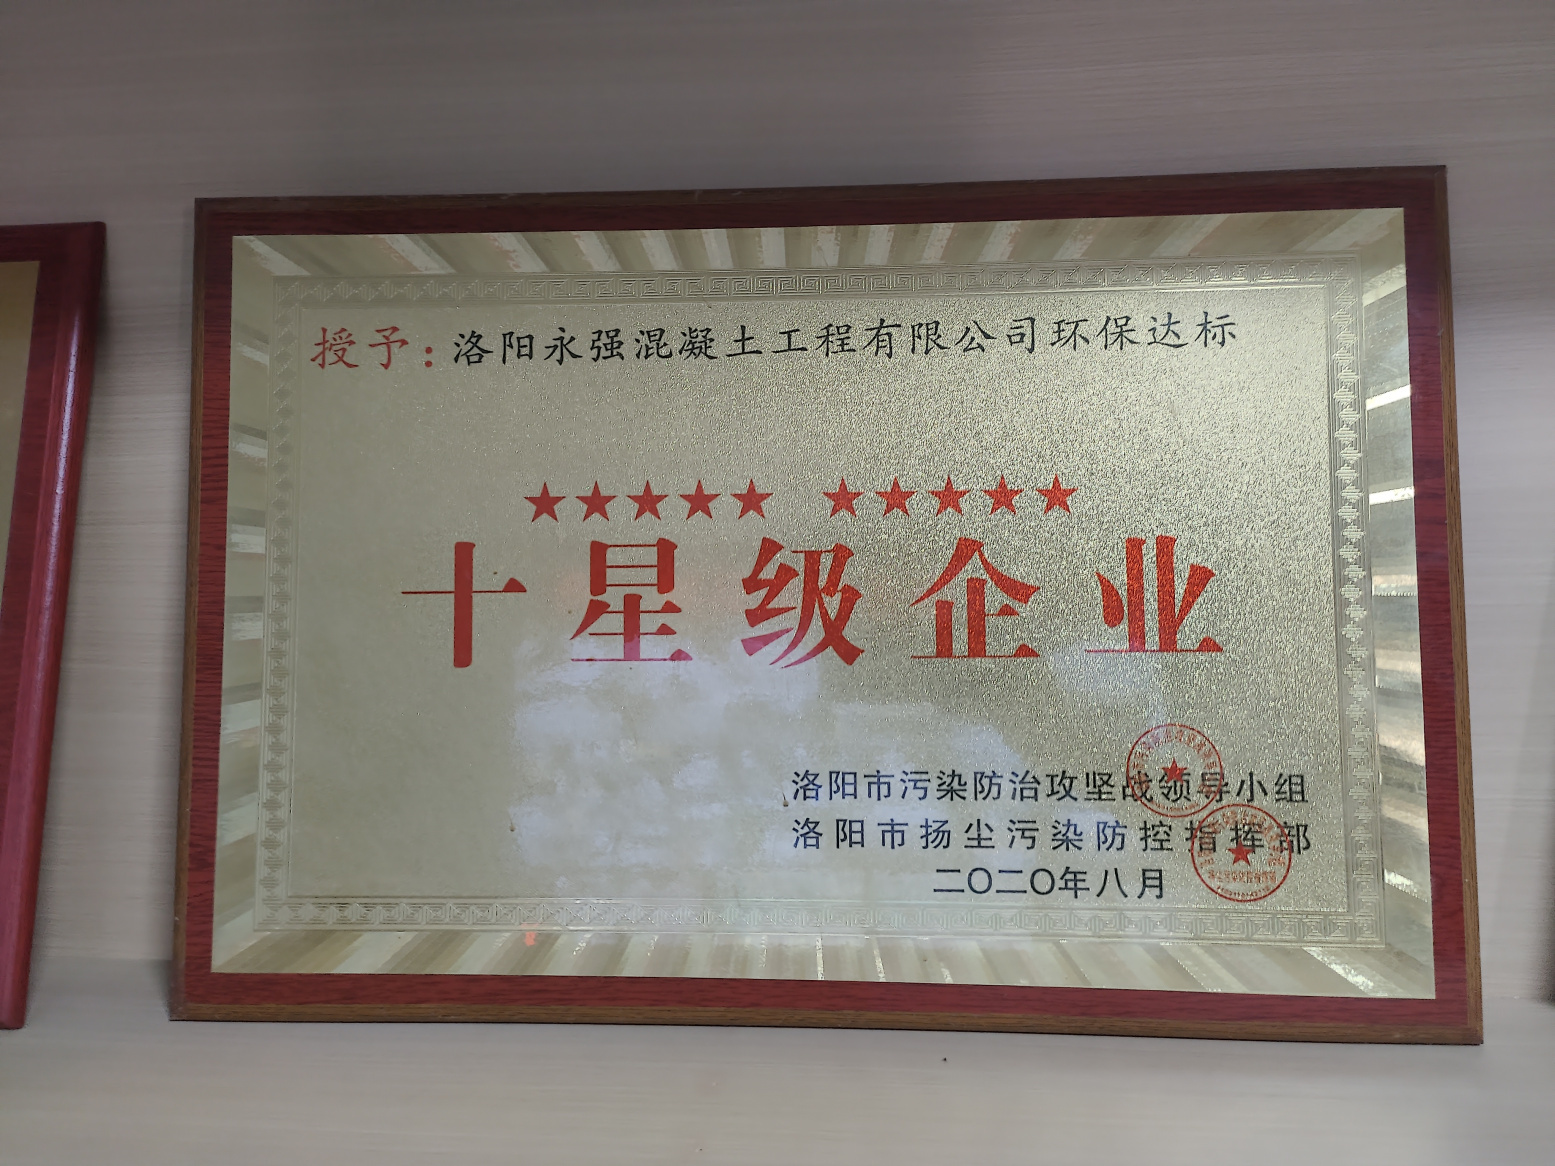 授予：洛阳永强混凝土工程有限公司环保达标
★★★★★ ★★★★★
十星级企业
洛阳市污染防治攻坚战领导小组
洛阳市扬尘污染防控指挥部
二〇二〇年八月